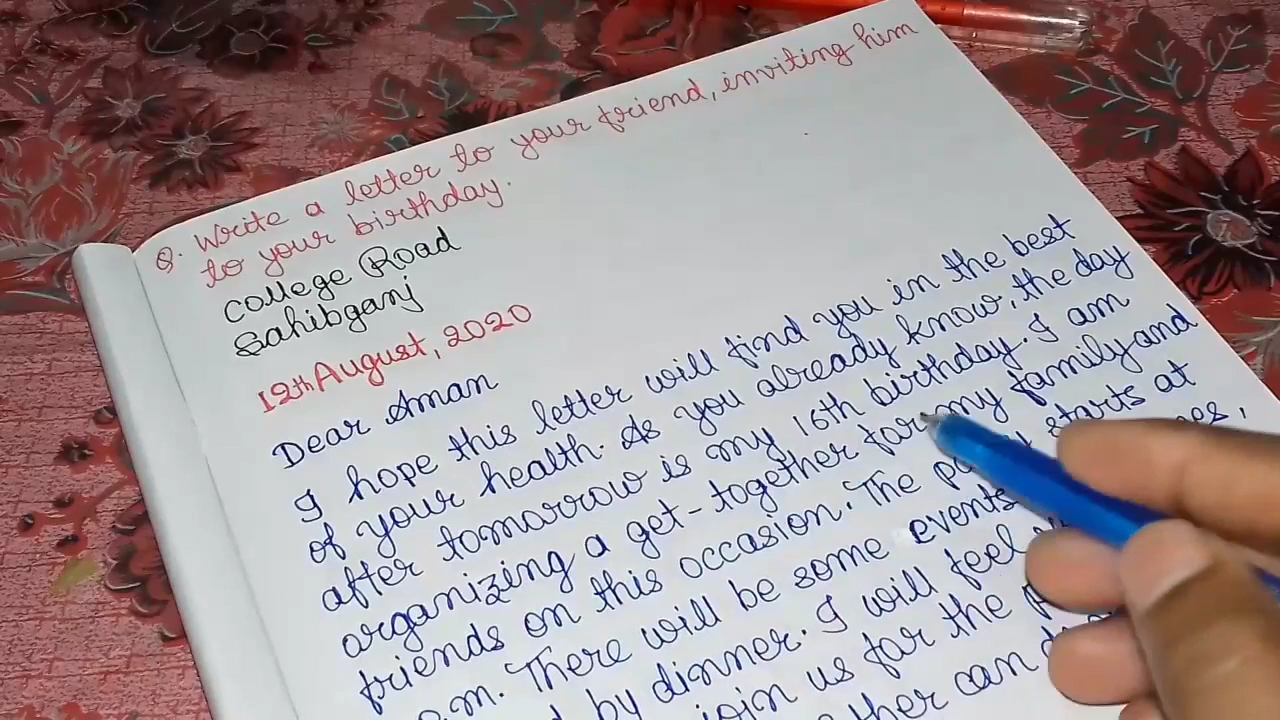 Q. Write a letter to your friend, inviting him
to your birthday.
College Road
Sahibganj
12th August, 2020
Dear Aman
I hope this letter will find you in the best
of your health. As you already know, the day
after tomorrow is my 16th birthday. I am
organizing a get-together for my family and
friends on this occasion. The starts at
p.m. There will be some events
by dinner. I will feel
join us for the
can